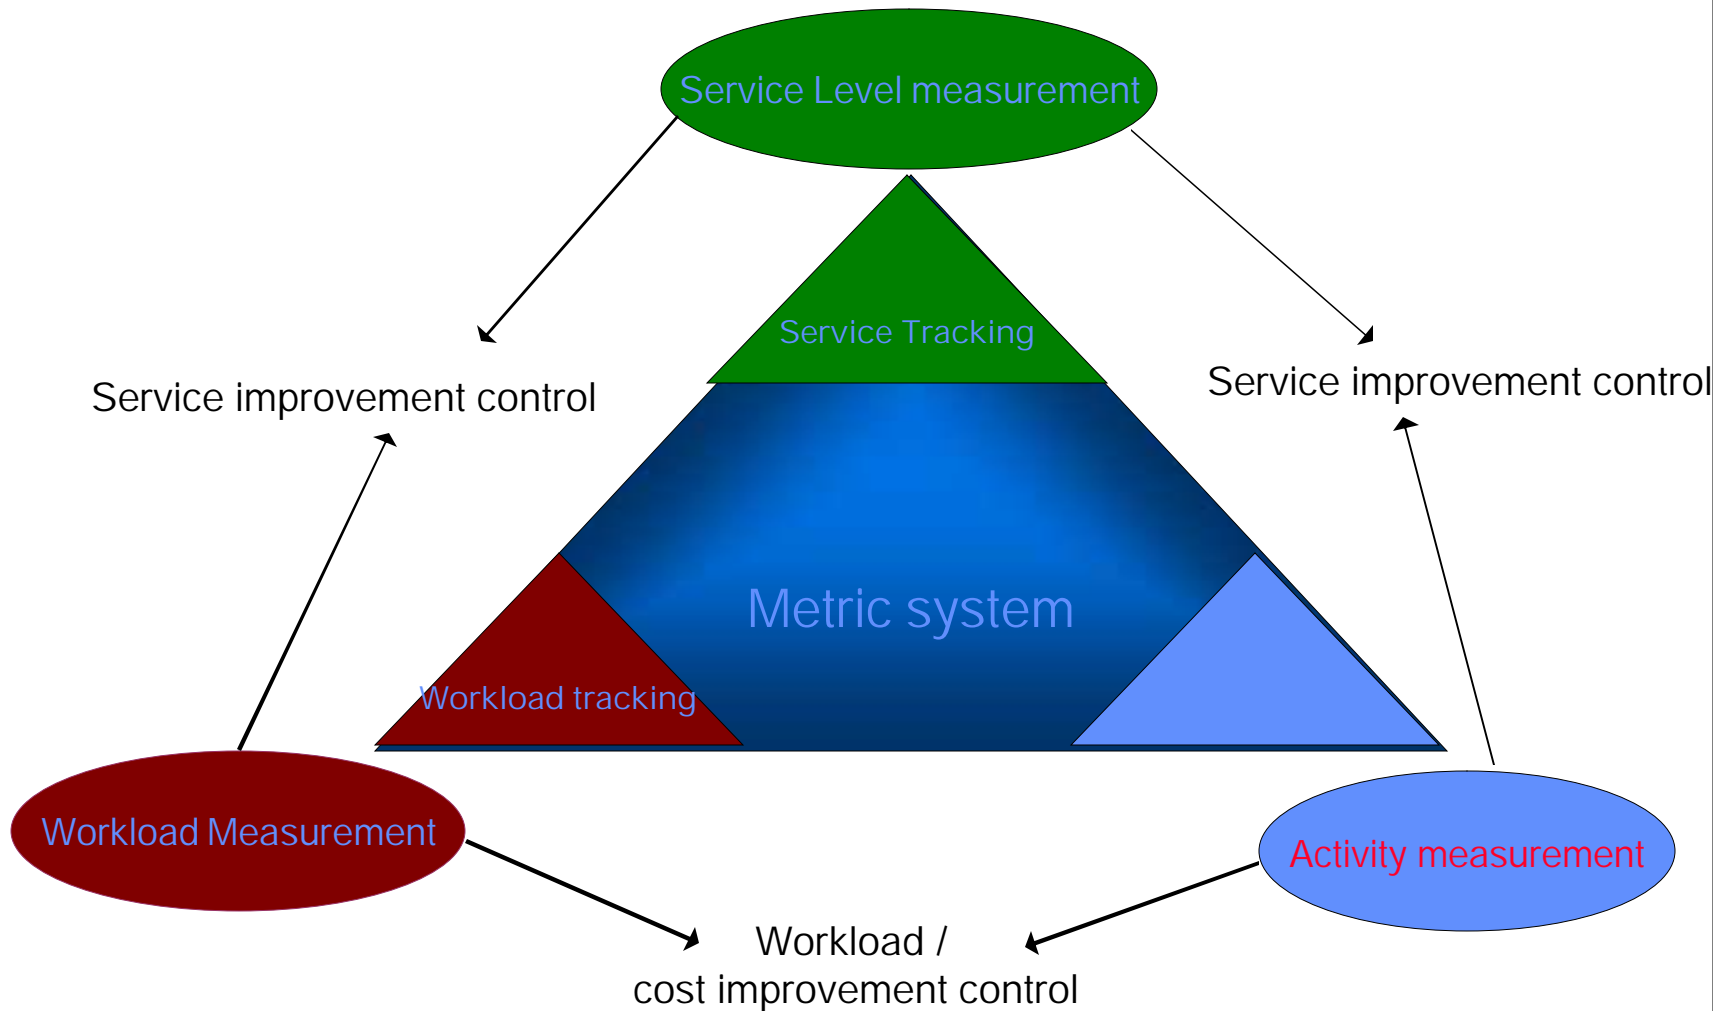 Service Level measurement
Service Tracking
Service improvement control
Service improvement control
Metric system
Workload tracking
Workload Measurement
Activity measurement
Workload /
cost improvement control